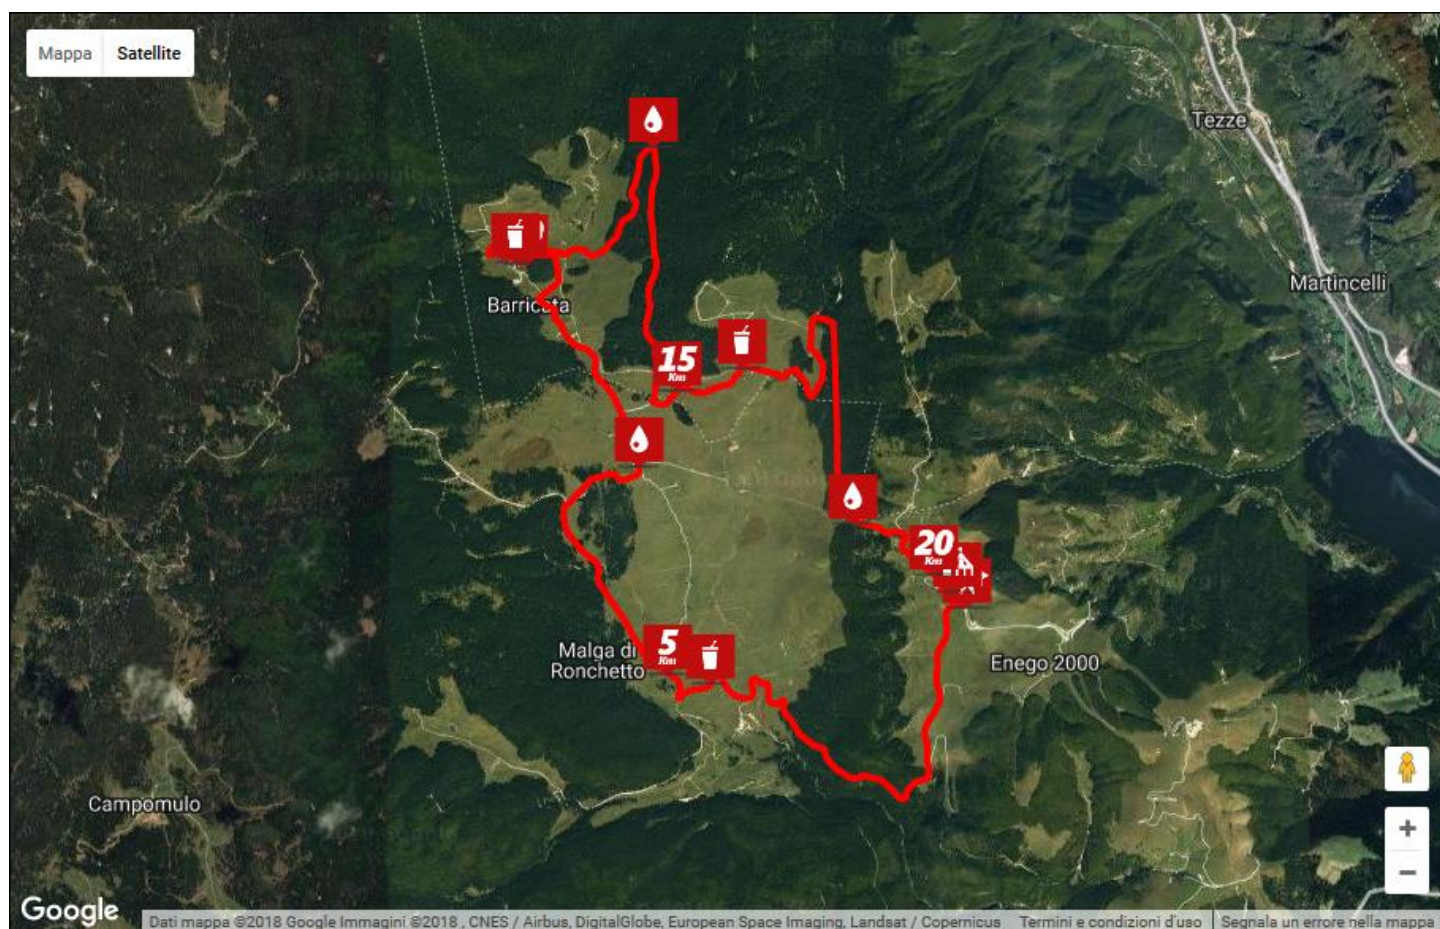 Mappa
Satellite
Tezze
Martincelli
Barricata
15
Km
20
Km
5
Km
Malga di
Ronchetto
Enego 2000
Campomulo
Google
Dati mappa ©2018 Google Immagini ©2018 , CNES / Airbus, DigitalGlobe, European Space Imaging, Landsat / Copernicus
Termini e condizioni d'uso
Segnala un errore nella mappa